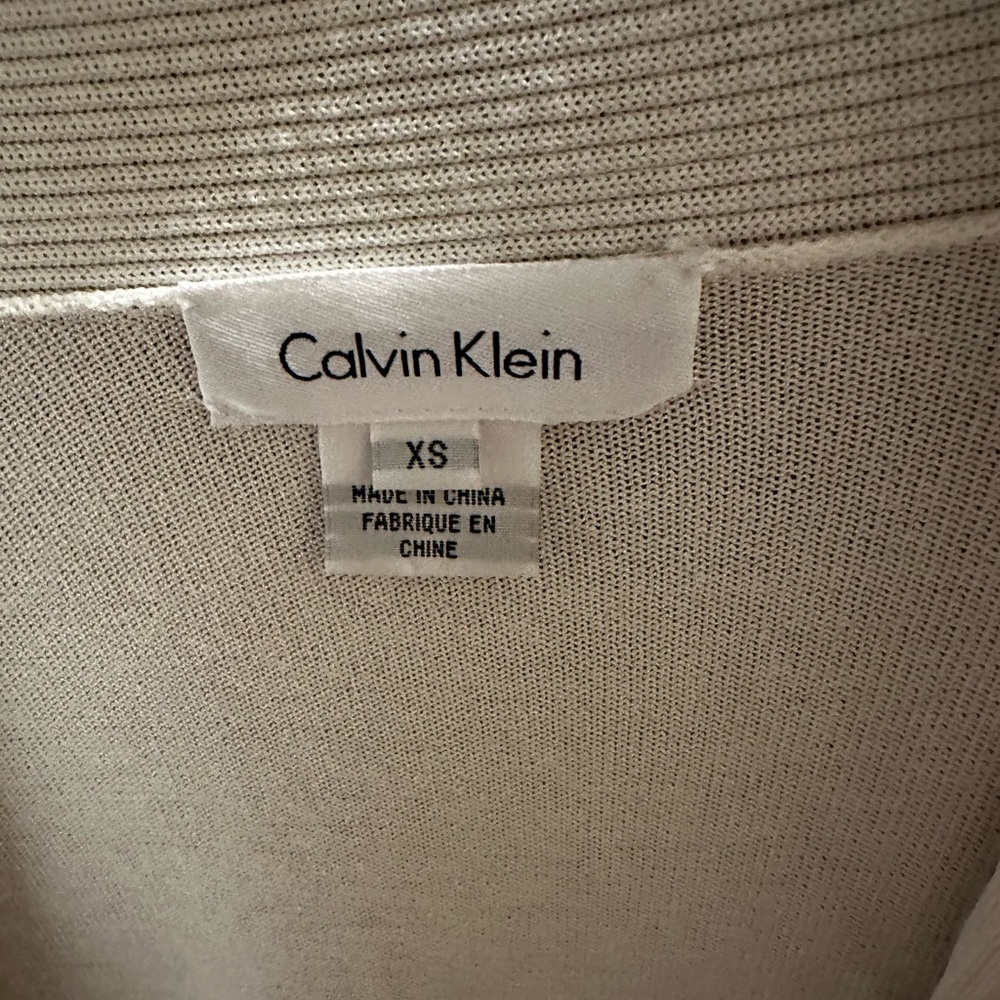 Calvin Klein
XS
MADE IN CHINA
FABRIQUE EN
CHINE